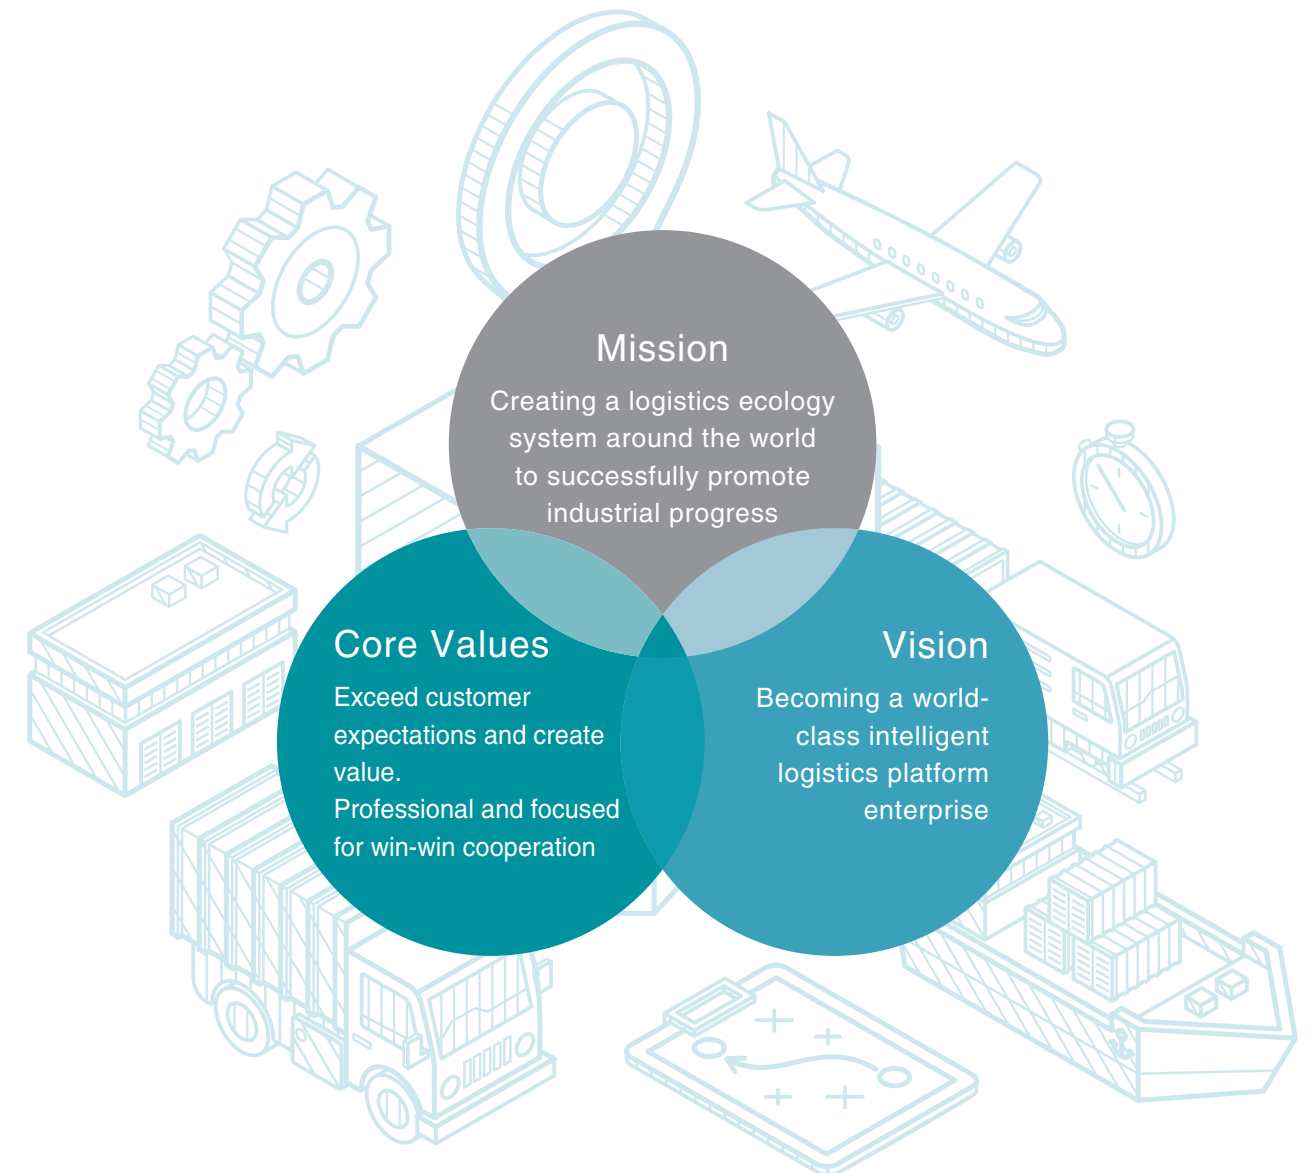 Mission
Creating a logistics ecology
system around the world
to successfully promote
industrial progress
Core Values
Exceed customer
expectations and create
value.
Professional and focused
for win-win cooperation
Vision
Becoming a world-
class intelligent
logistics platform
enterprise